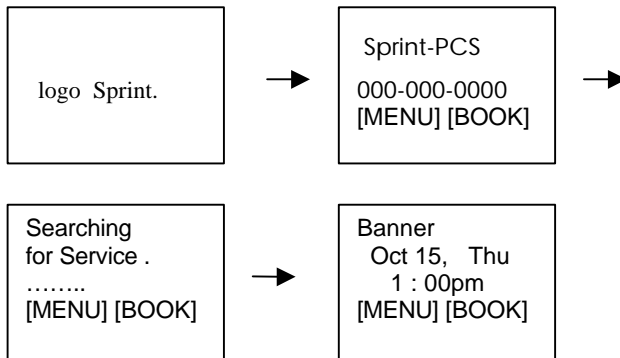 logo Sprint.
Sprint-PCS
000-000-0000
[MENU] [BOOK]
Searching
for Service .
……..
[MENU] [BOOK]
Banner
Oct 15, Thu
1 : 00pm
[MENU] [BOOK]